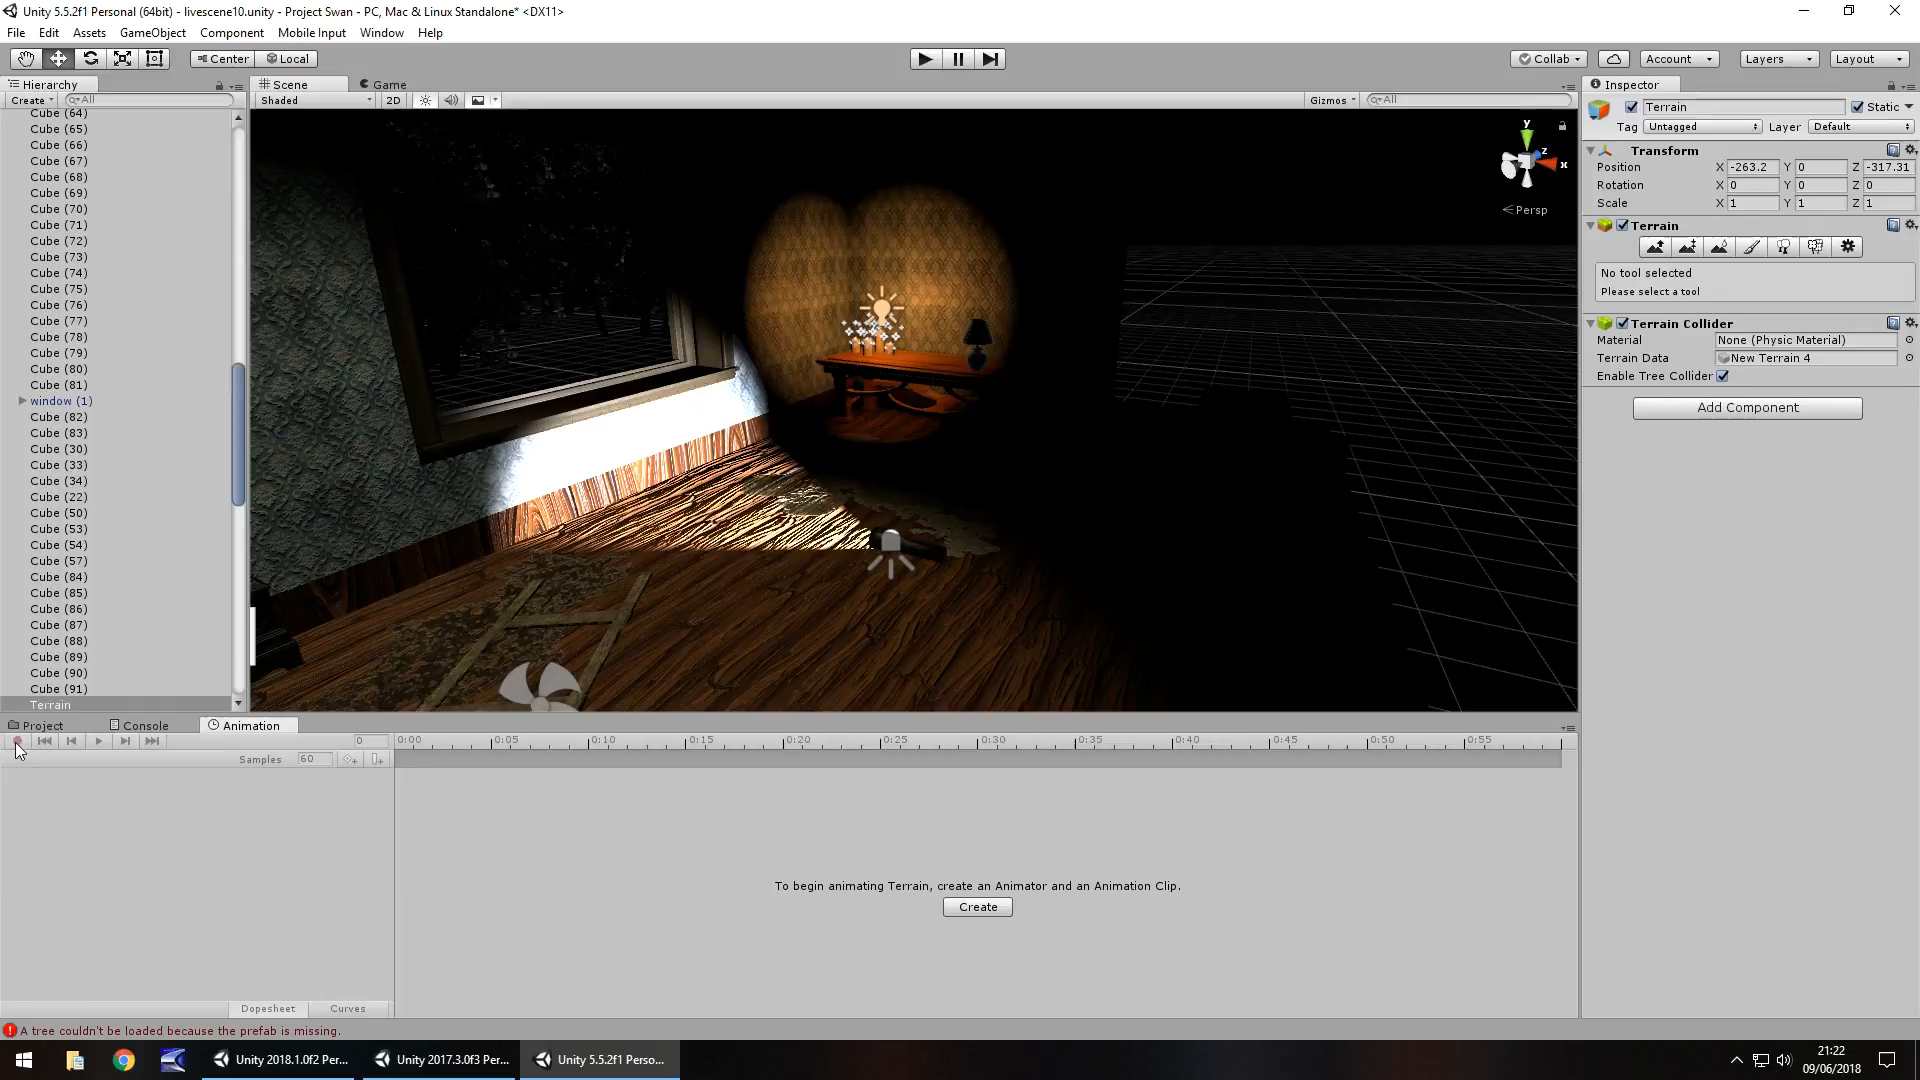 Unity 5.5.2f1 Personal (64bit) - livescene10.unity - Project Swan - PC, Mac & Linux Standalone* <DX11>
File Edit Assets GameObject Component Mobile Input Window Help
Center Local Collab Account Layers Layout
Hierarchy
Create All
Cube (64)
Cube (65)
Cube (66)
Cube (67)
Cube (68)
Cube (69)
Cube (70)
Cube (71)
Cube (72)
Cube (73)
Cube (74)
Cube (75)
Cube (76)
Cube (77)
Cube (78)
Cube (79)
Cube (80)
Cube (81)
window (1)
Cube (82)
Cube (83)
Cube (30)
Cube (33)
Cube (34)
Cube (22)
Cube (50)
Cube (53)
Cube (54)
Cube (57)
Cube (84)
Cube (85)
Cube (86)
Cube (87)
Cube (88)
Cube (89)
Cube (90)
Cube (91)
Terrain
Scene Game
Shaded 2D Gizmos All
y
z
x
Persp
Inspector
Terrain Static
Tag Untagged Layer Default
Transform
Position X -263.2 Y 0 Z -317.31
Rotation X 0 Y 0 Z 0
Scale X 1 Y 1 Z 1
Terrain
No tool selected
Please select a tool
Terrain Collider
Material None (Physic Material)
Terrain Data New Terrain 4
Enable Tree Collider
Add Component
Project Console Animation
0 0:00 0:05 0:10 0:15 0:20 0:25 0:30 0:35 0:40 0:45 0:50 0:55
Samples 60
To begin animating Terrain, create an Animator and an Animation Clip.
Create
Dopesheet Curves
A tree couldn't be loaded because the prefab is missing.
Unity 2018.1.0f2 Per... Unity 2017.3.0f3 Per... Unity 5.5.2f1 Perso...
21:22
09/06/2018